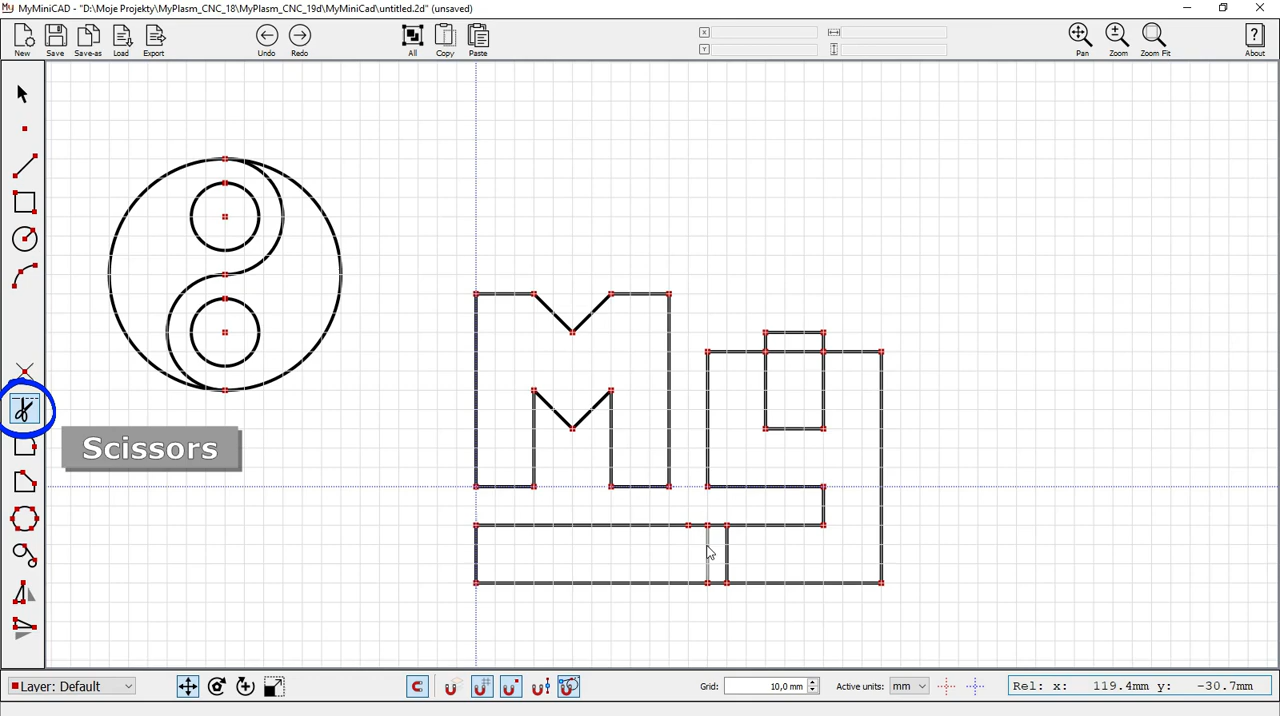 My MyMiniCAD - "D:\Moje Projekty\MyPlasm_CNC_18\MyPlasm_CNC_19d\MyMiniCad\untitled.2d" (unsaved)
New Save Save-as Load Export Undo Redo All Copy Paste X Y Pan Zoom Zoom Fit ? About
Scissors
Layer: Default Grid: 10,0 mm Active units: mm Rel: x: 119.4mm y: -30.7mm